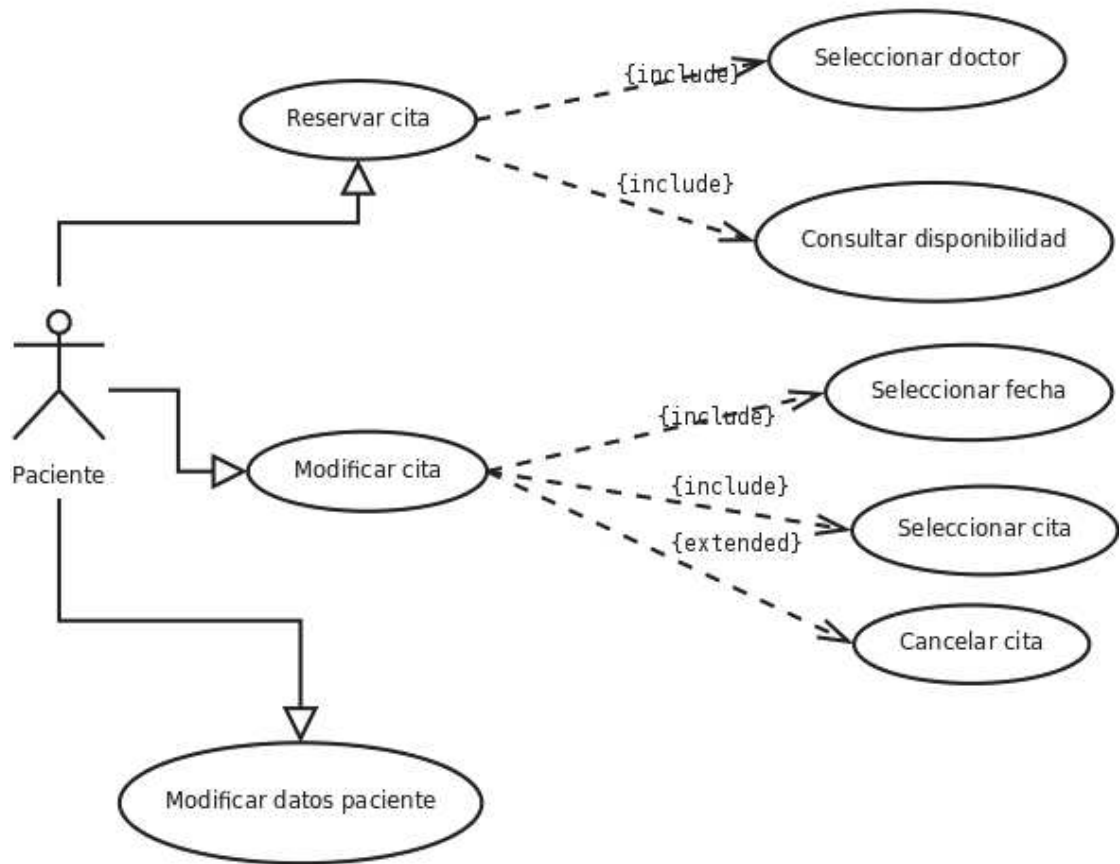 Seleccionar doctor
{include}
Reservar cita
{include}
Consultar disponibilidad
Seleccionar fecha
{include}
Paciente
Modificar cita
{include}
Seleccionar cita
{extended}
Cancelar cita
Modificar datos paciente